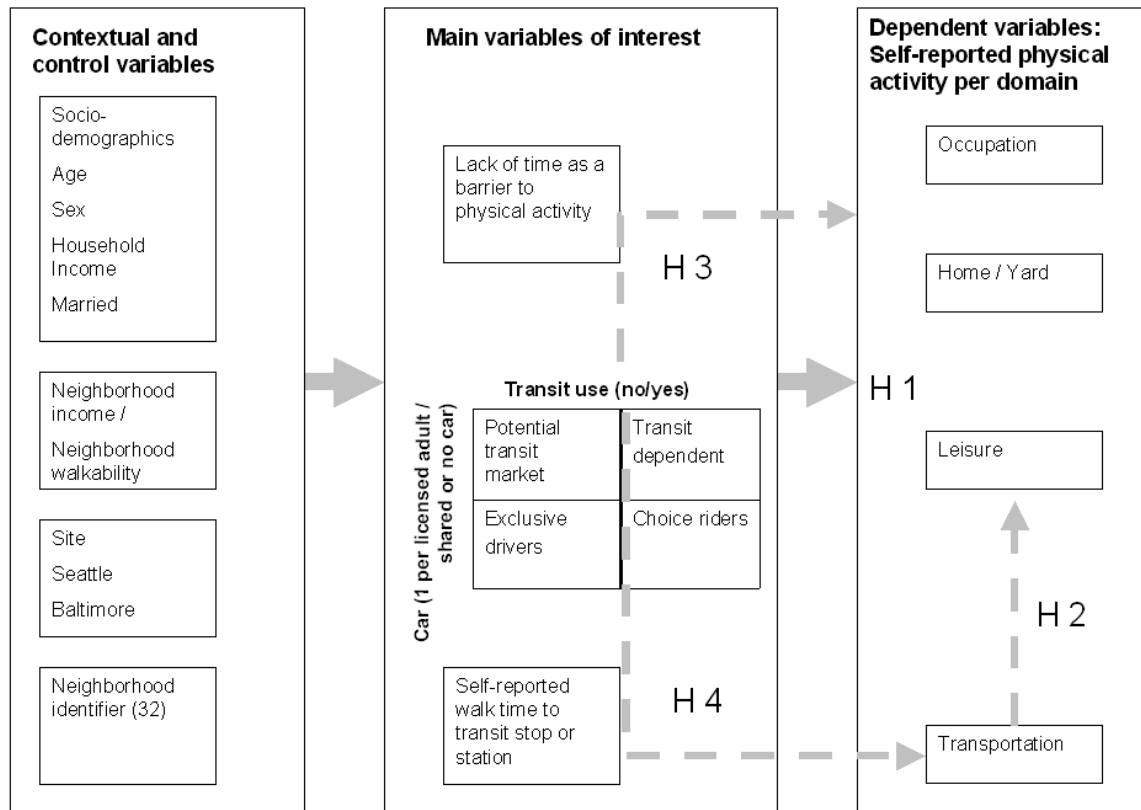 Contextual and
control variables
Socio-
demographics
Age
Sex
Household
Income
Married
Neighborhood
income /
Neighborhood
walkability
Site
Seattle
Baltimore
Neighborhood
identifier (32)
Main variables of interest
Lack of time as a
barrier to
physical activity
H 3
Transit use (no/yes)
Car (1 per licensed adult /
shared or no car)
Potential
transit
market
Transit
dependent
Exclusive
drivers
Choice riders
Self-reported
walk time to
transit stop or
station
H 4
Dependent variables:
Self-reported physical
activity per domain
Occupation
Home / Yard
H 1
Leisure
H 2
Transportation